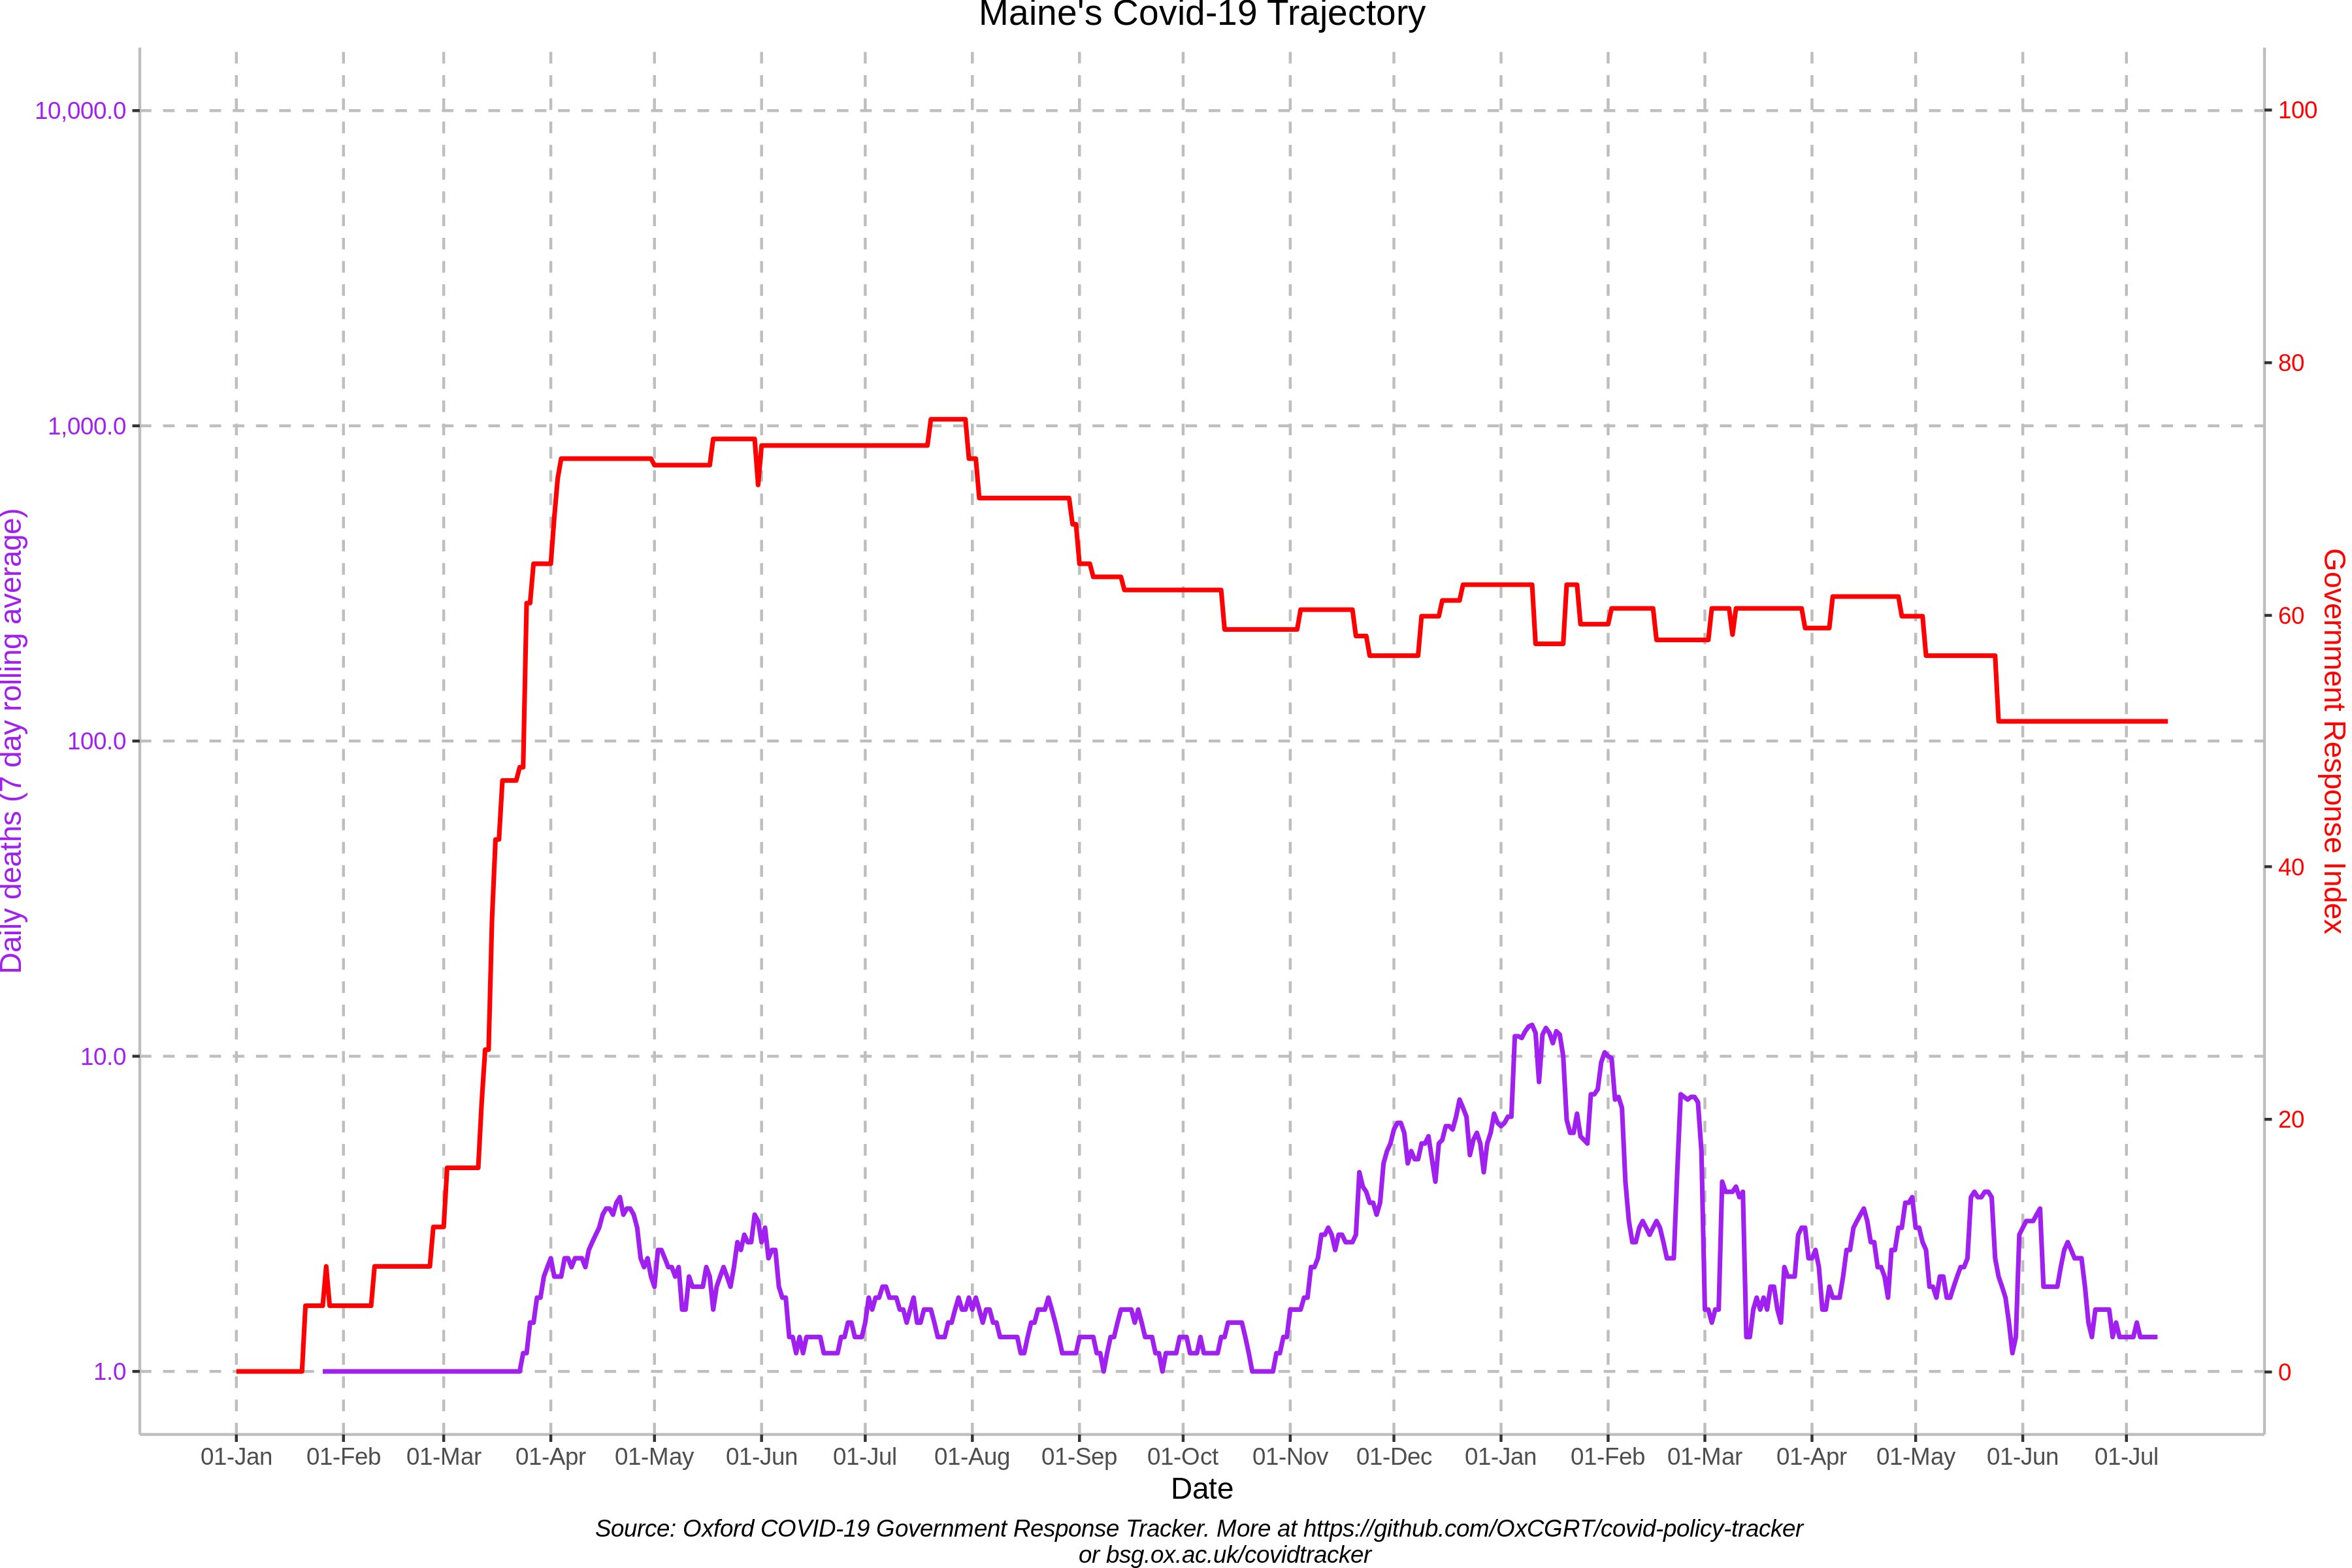 Maine's Covid-19 Trajectory
10,000.0
1,000.0
100.0
10.0
1.0
Daily deaths (7 day rolling average)
100
80
60
40
20
0
Government Response Index
01-Jan 01-Feb 01-Mar 01-Apr 01-May 01-Jun 01-Jul 01-Aug 01-Sep 01-Oct 01-Nov 01-Dec 01-Jan 01-Feb 01-Mar 01-Apr 01-May 01-Jun 01-Jul
Date
Source: Oxford COVID-19 Government Response Tracker. More at https://github.com/OxCGRT/covid-policy-tracker
or bsg.ox.ac.uk/covidtracker